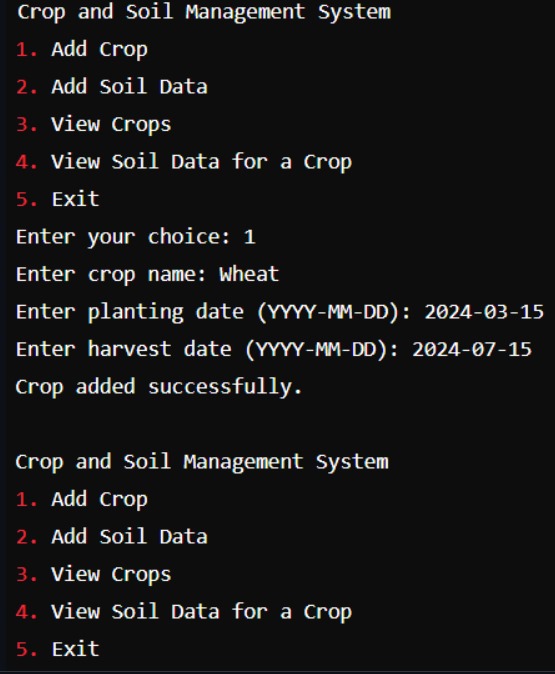 Crop and Soil Management System
1. Add Crop
2. Add Soil Data
3. View Crops
4. View Soil Data for a Crop
5. Exit
Enter your choice: 1
Enter crop name: Wheat
Enter planting date (YYYY-MM-DD): 2024-03-15
Enter harvest date (YYYY-MM-DD): 2024-07-15
Crop added successfully.
Crop and Soil Management System
1. Add Crop
2. Add Soil Data
3. View Crops
4. View Soil Data for a Crop
5. Exit